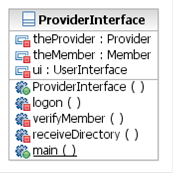 ProviderInterface
theProvider : Provider
theMember : Member
ui : UserInterface
ProviderInterface ( )
logon ( )
verifyMember ( )
receiveDirectory ( )
main ( )